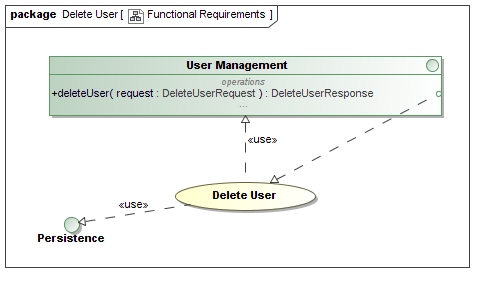 package Delete User [ Functional Requirements ]
User Management
operations
+deleteUser( request : DeleteUserRequest ) : DeleteUserResponse
...
«use»
Delete User
«use»
Persistence